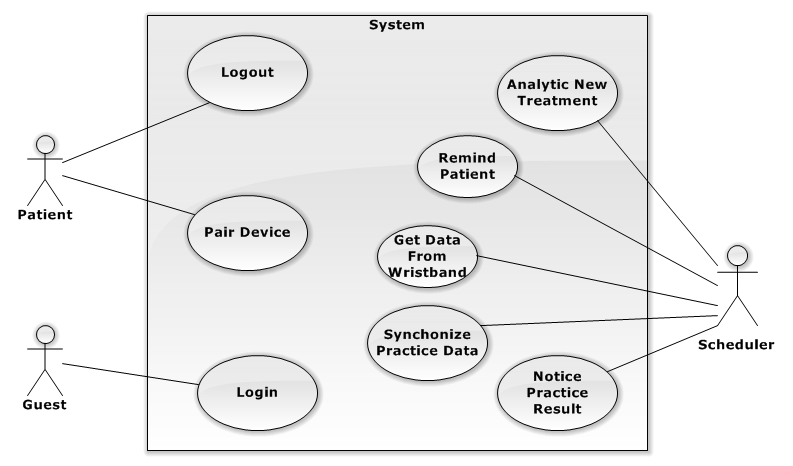 System
Logout
Analytic New
Treatment
Remind
Patient
Patient
Pair Device
Get Data
From
Wristband
Synchonize
Practice Data
Scheduler
Guest
Login
Notice
Practice
Result